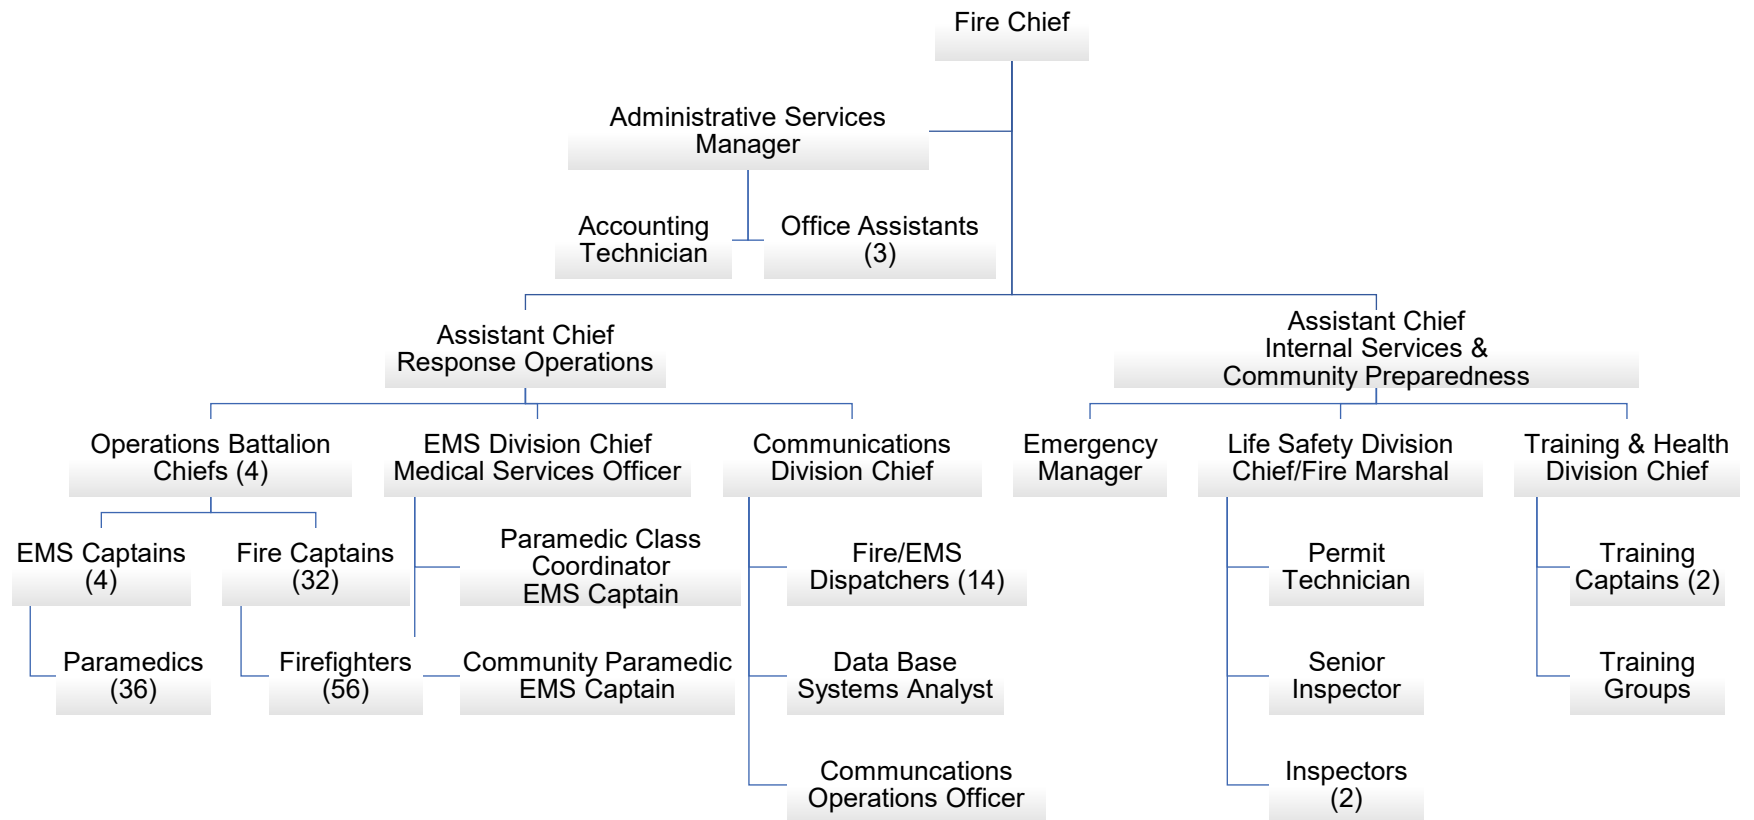 Fire Chief
Administrative Services
Manager
Accounting
Technician
Office Assistants
(3)
Assistant Chief
Response Operations
Assistant Chief
Internal Services &
Community Preparedness
Operations Battalion
Chiefs (4)
EMS Division Chief
Medical Services Officer
Communications
Division Chief
Emergency
Manager
Life Safety Division
Chief/Fire Marshal
Training & Health
Division Chief
EMS Captains
(4)
Fire Captains
(32)
Paramedic Class
Coordinator
EMS Captain
Fire/EMS
Dispatchers (14)
Permit
Technician
Training
Captains (2)
Paramedics
(36)
Firefighters
(56)
Community Paramedic
EMS Captain
Data Base
Systems Analyst
Senior
Inspector
Training
Groups
Communcations
Operations Officer
Inspectors
(2)